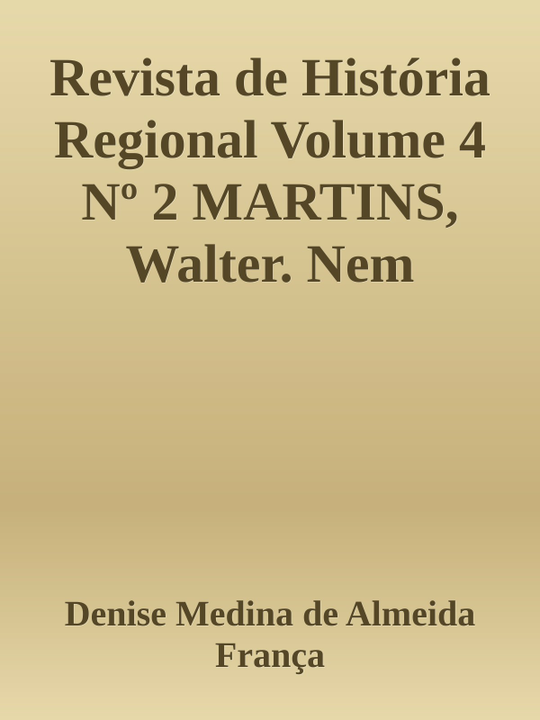 Revista de História
Regional Volume 4
Nº 2 MARTINS,
Walter. Nem
Denise Medina de Almeida
França